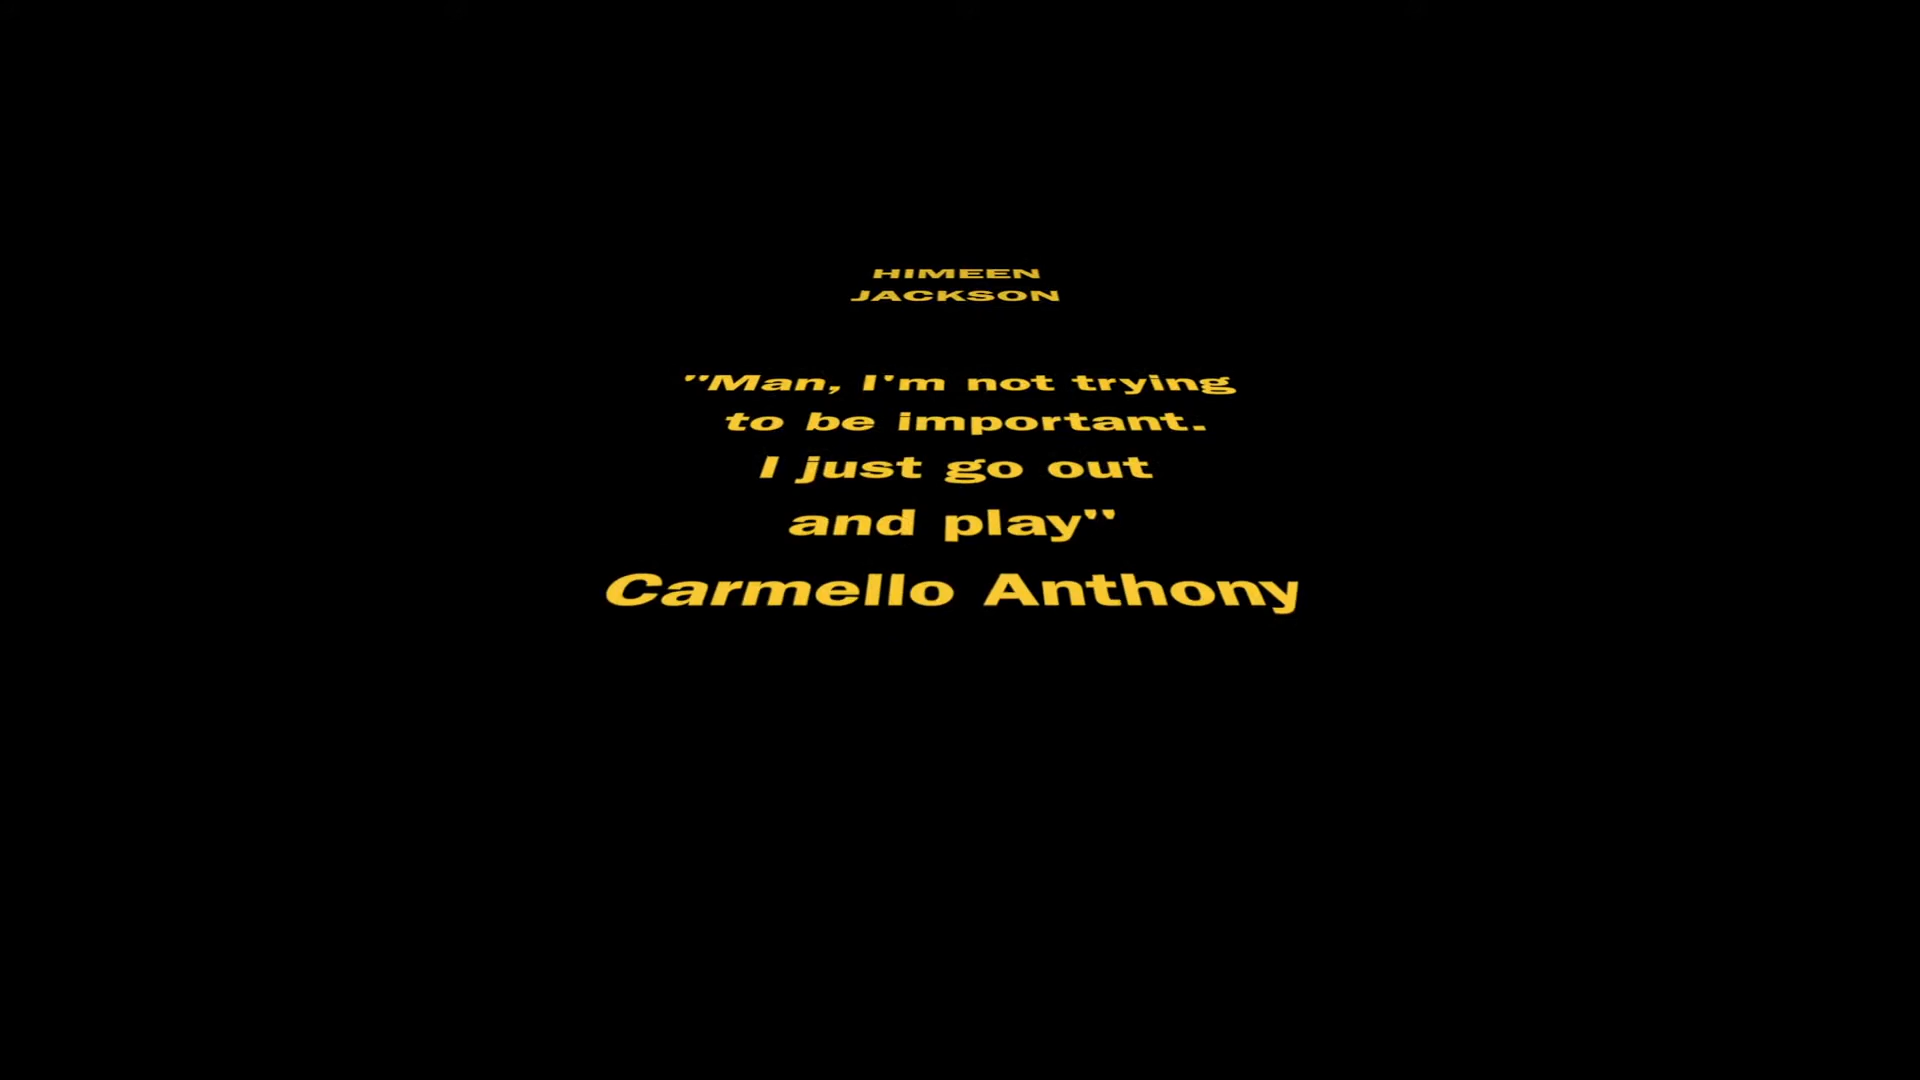 HIMEEN
JACKSON
"Man, I'm not trying
to be important.
I just go out
and play"
Carmello Anthony